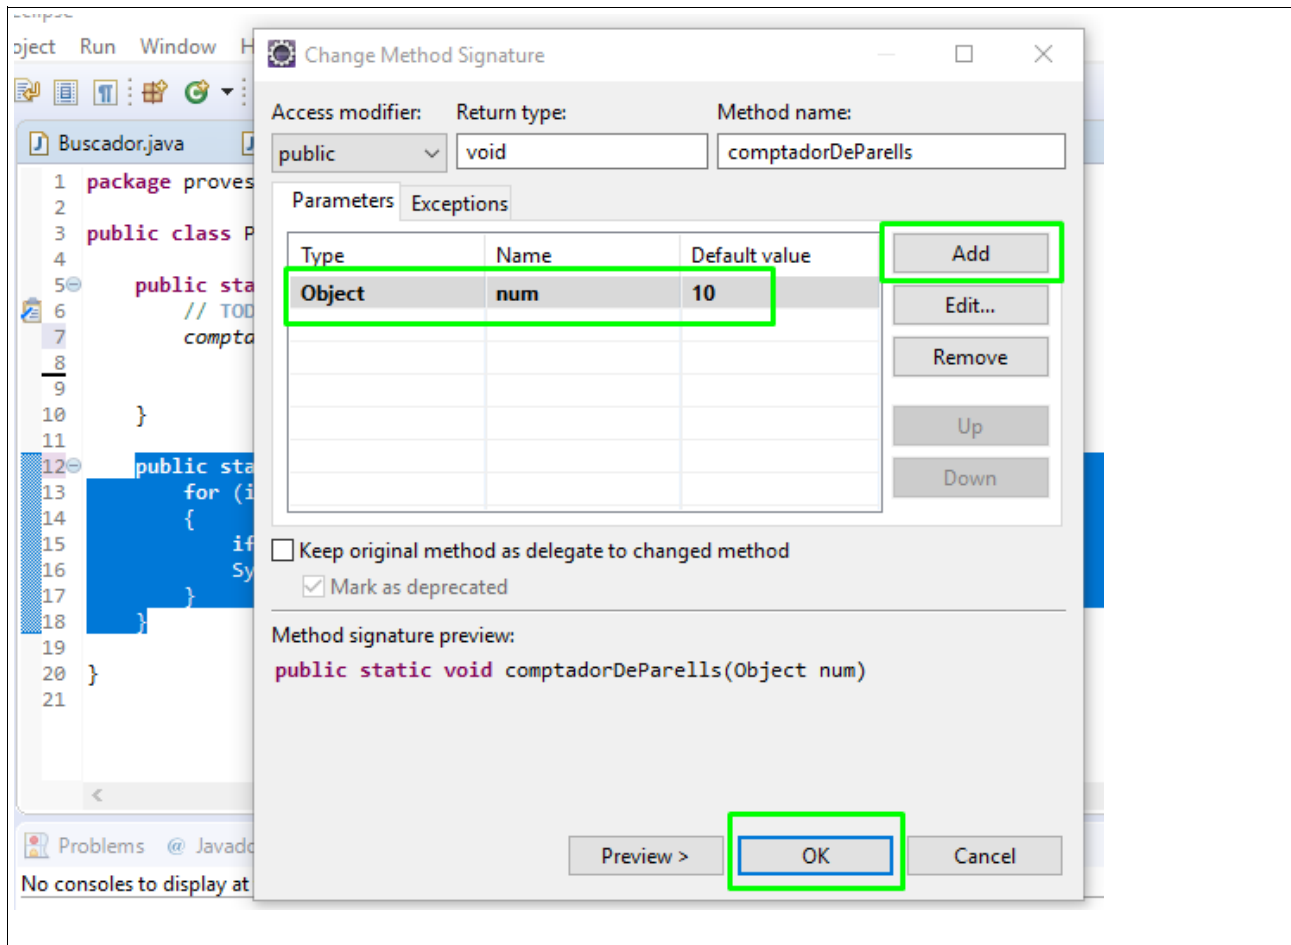 oject Run Window H
Change Method Signature
Access modifier: Return type: Method name:
public void comptadorDeParells
Buscador.java
Parameters Exceptions
Type Name Default value
Object num 10
Add
Edit...
Remove
Up
Down
1 package proves
2
3 public class P
4
5 public sta
6 // TOD
7 compta
8
9
10 }
11
12 public sta
13 for (i
14 {
15 if
16 Sy
17 }
18 }
19
20 }
21
Keep original method as delegate to changed method
Mark as deprecated
Method signature preview:
public static void comptadorDeParells(Object num)
Preview > OK Cancel
Problems @ Javado
No consoles to display at